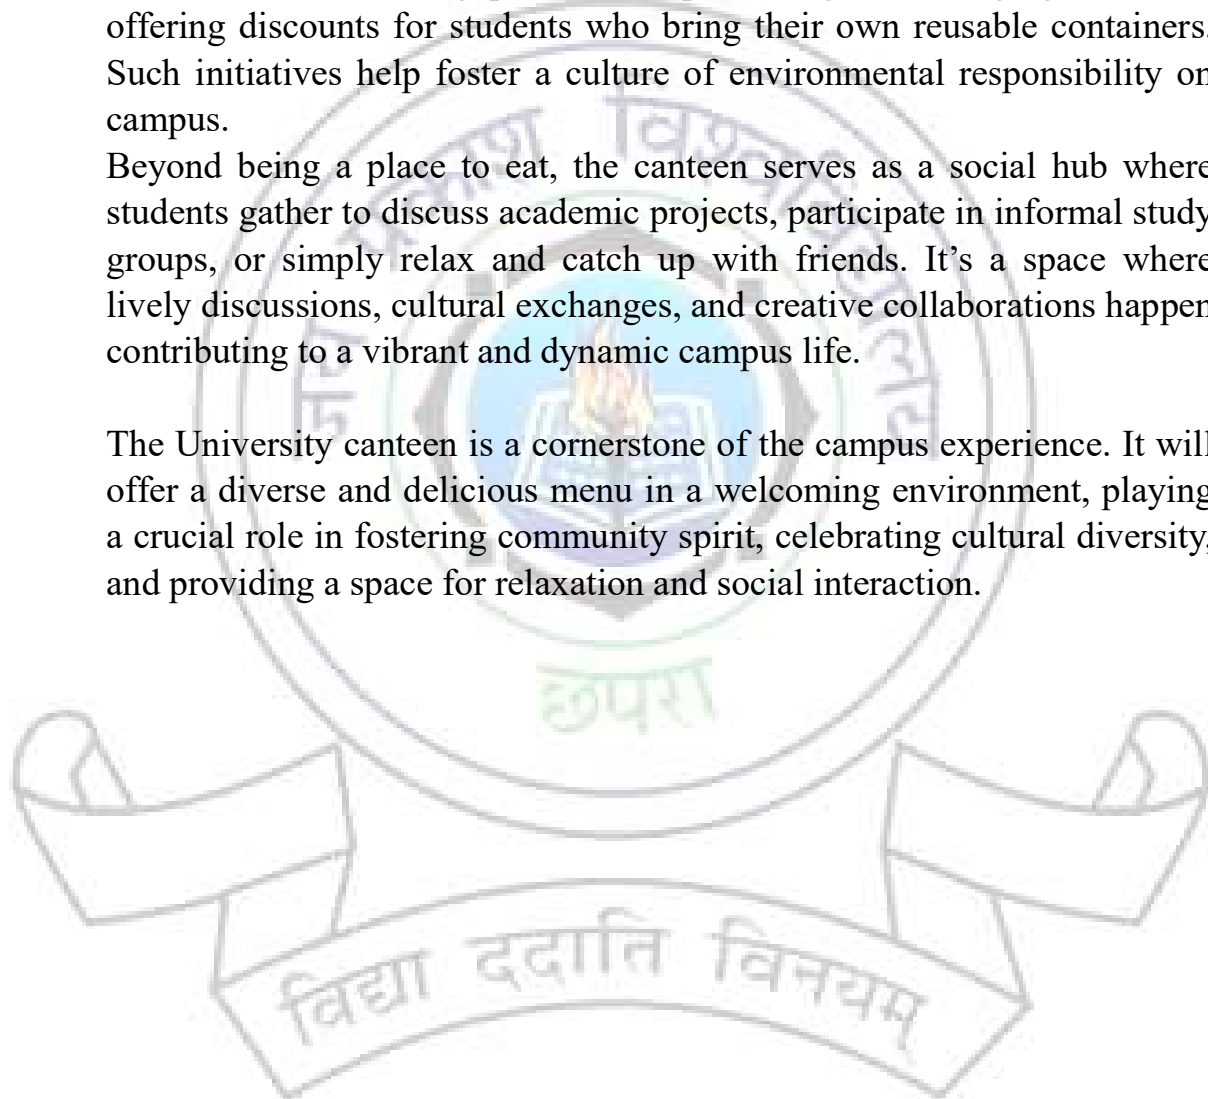 offering discounts for students who bring their own reusable containers.
Such initiatives help foster a culture of environmental responsibility on
campus.
Beyond being a place to eat, the canteen serves as a social hub where
students gather to discuss academic projects, participate in informal study
groups, or simply relax and catch up with friends. It’s a space where
lively discussions, cultural exchanges, and creative collaborations happen
contributing to a vibrant and dynamic campus life.
The University canteen is a cornerstone of the campus experience. It will
offer a diverse and delicious menu in a welcoming environment, playing
a crucial role in fostering community spirit, celebrating cultural diversity,
and providing a space for relaxation and social interaction.
जय प्रकाश विश्वविद्यालय
छपरा
विद्या ददाति विनयम्